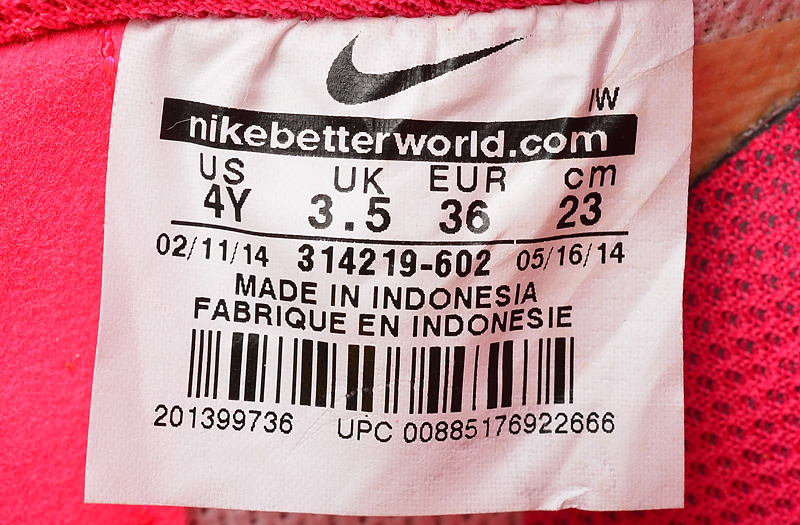 /W
nikebetterworld.com
US UK EUR cm
4Y 3.5 36 23
02/11/14 314219-602 05/16/14
MADE IN INDONESIA
FABRIQUE EN INDONESIE
201399736 UPC 00885176922666